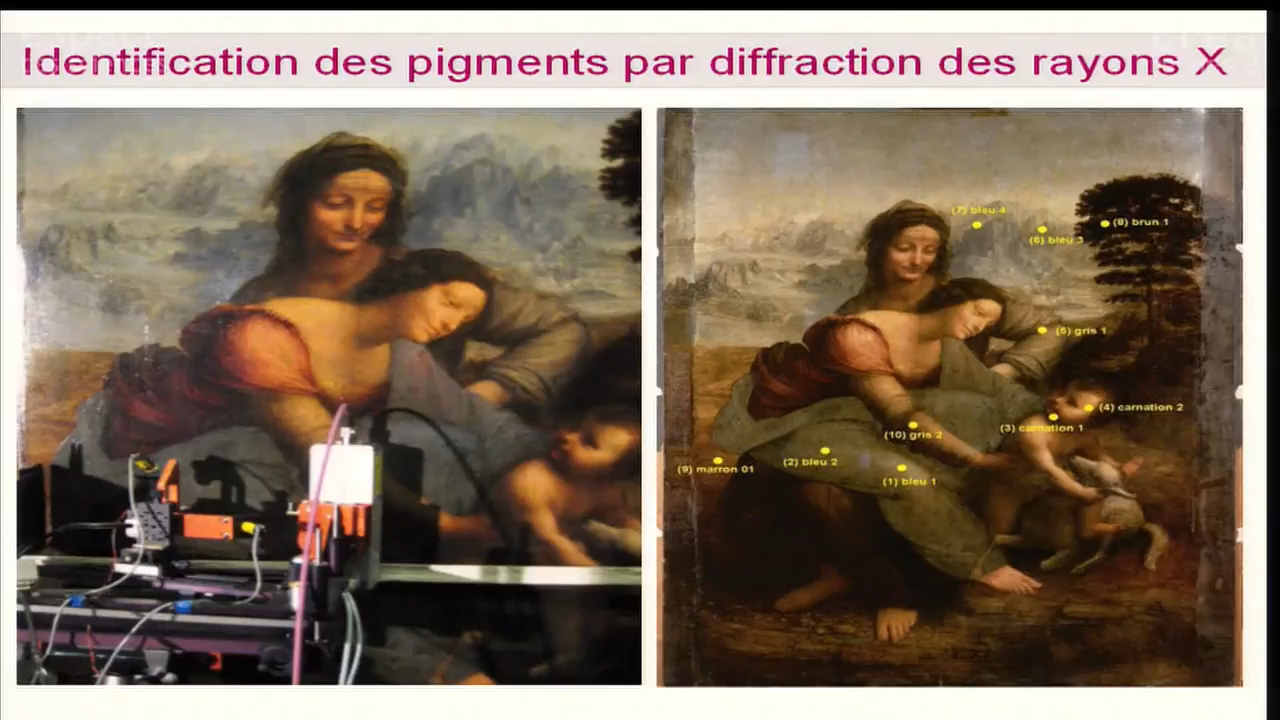 Identification des pigments par diffraction des rayons X
(7) bleu 4
(8) brun 1
(6) bleu 3
(5) gris 1
(4) carnation 2
(3) carnation 1
(10) gris 2
(2) bleu 2
(9) marron 01
(1) bleu 1